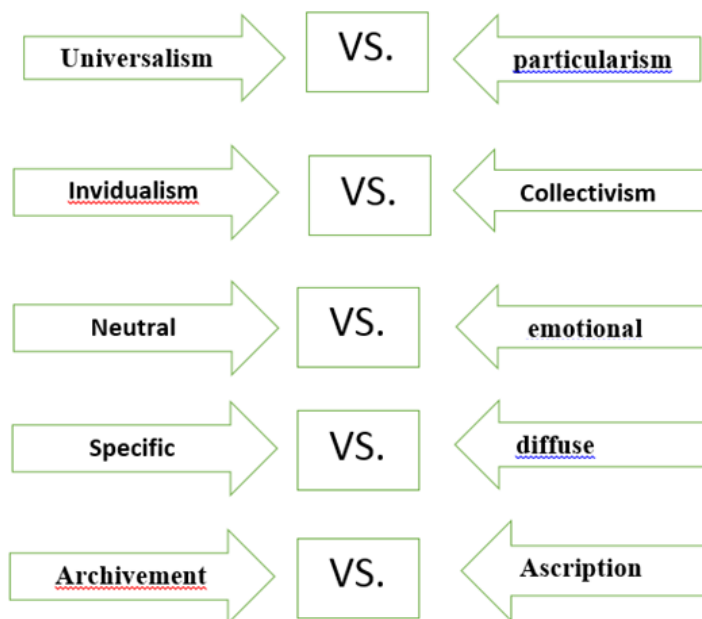 Universalism VS. particularism
Invidualism VS. Collectivism
Neutral VS. emotional
Specific VS. diffuse
Archivement VS. Ascription